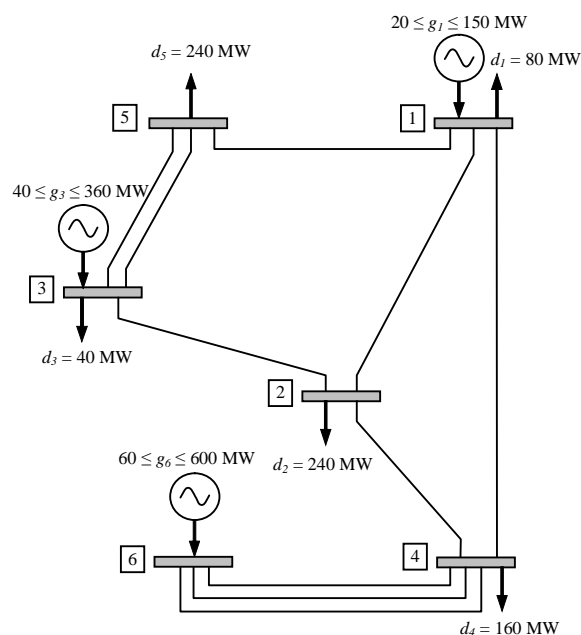 20 ≤ g₁ ≤ 150 MW
d₅ = 240 MW
d₁ = 80 MW
5
1
40 ≤ g₃ ≤ 360 MW
3
d₃ = 40 MW
2
60 ≤ g₆ ≤ 600 MW
d₂ = 240 MW
6
4
d₄ = 160 MW